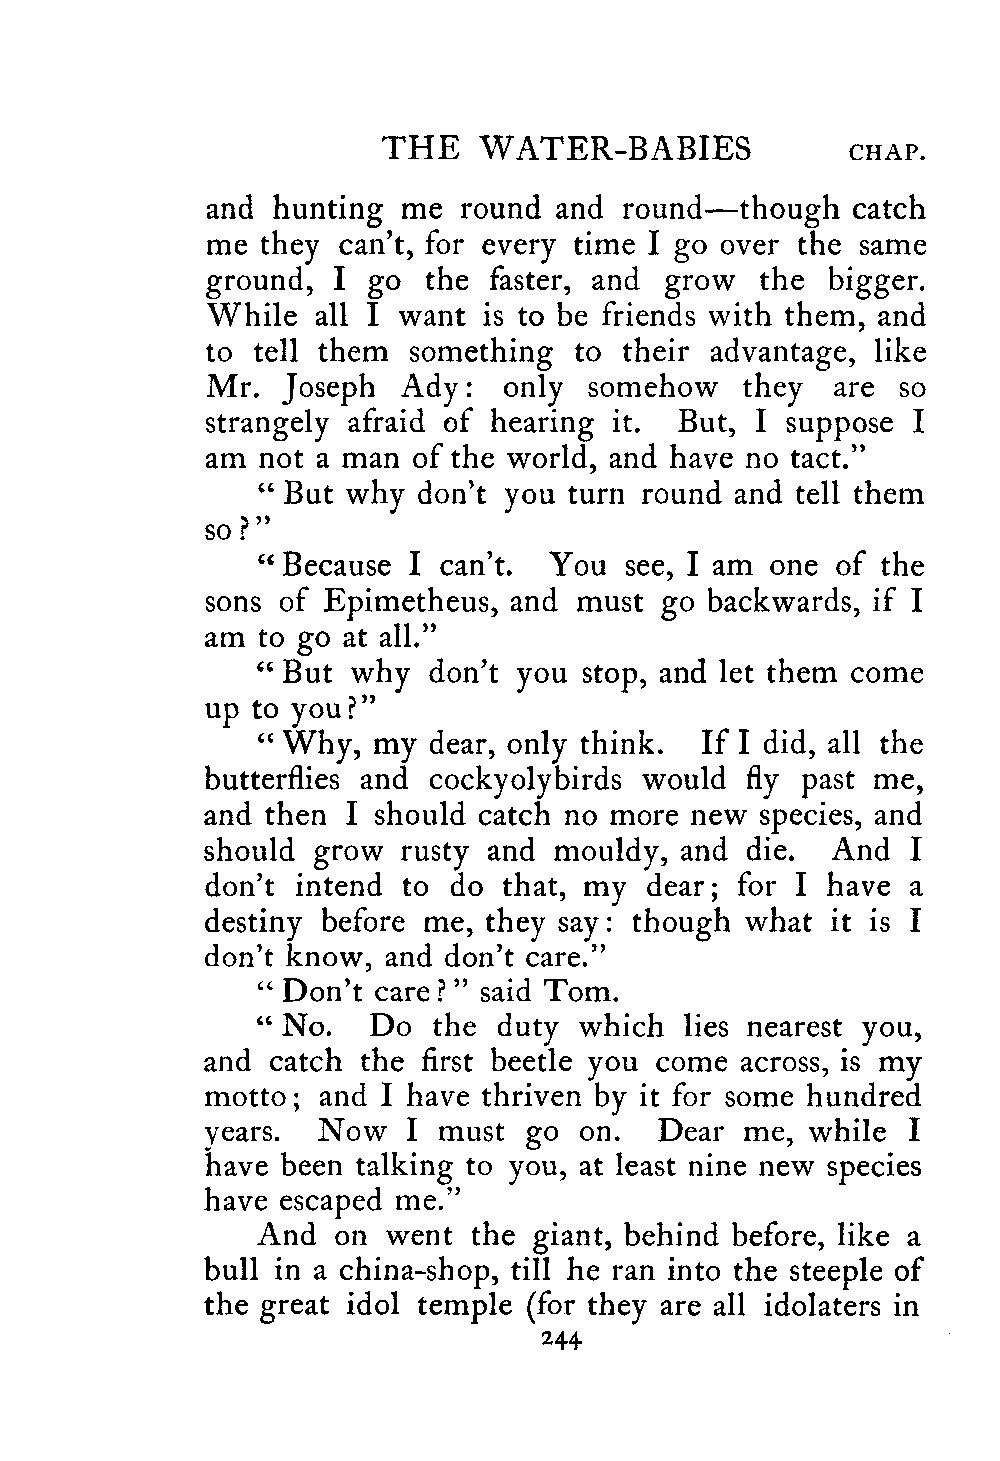 THE WATER-BABIES CHAP.
and hunting me round and round—though catch
me they can't, for every time I go over the same
ground, I go the faster, and grow the bigger.
While all I want is to be friends with them, and
to tell them something to their advantage, like
Mr. Joseph Ady: only somehow they are so
strangely afraid of hearing it. But, I suppose I
am not a man of the world, and have no tact."
"But why don't you turn round and tell them
so?"
"Because I can't. You see, I am one of the
sons of Epimetheus, and must go backwards, if I
am to go at all."
"But why don't you stop, and let them come
up to you?"
"Why, my dear, only think. If I did, all the
butterflies and cockyolybirds would fly past me,
and then I should catch no more new species, and
should grow rusty and mouldy, and die. And I
don't intend to do that, my dear; for I have a
destiny before me, they say: though what it is I
don't know, and don't care."
"Don't care?" said Tom.
"No. Do the duty which lies nearest you,
and catch the first beetle you come across, is my
motto; and I have thriven by it for some hundred
years. Now I must go on. Dear me, while I
have been talking to you, at least nine new species
have escaped me."
And on went the giant, behind before, like a
bull in a china-shop, till he ran into the steeple of
the great idol temple (for they are all idolaters in
244